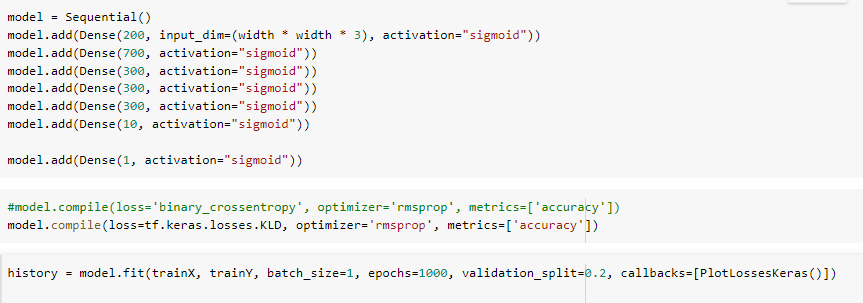 model = Sequential()
model.add(Dense(200, input_dim=(width * width * 3), activation="sigmoid"))
model.add(Dense(700, activation="sigmoid"))
model.add(Dense(300, activation="sigmoid"))
model.add(Dense(300, activation="sigmoid"))
model.add(Dense(300, activation="sigmoid"))
model.add(Dense(10, activation="sigmoid"))
model.add(Dense(1, activation="sigmoid"))
#model.compile(loss='binary_crossentropy', optimizer='rmsprop', metrics=['accuracy'])
model.compile(loss=tf.keras.losses.KLD, optimizer='rmsprop', metrics=['accuracy'])
history = model.fit(trainX, trainY, batch_size=1, epochs=1000, validation_split=0.2, callbacks=[PlotLossesKeras()])